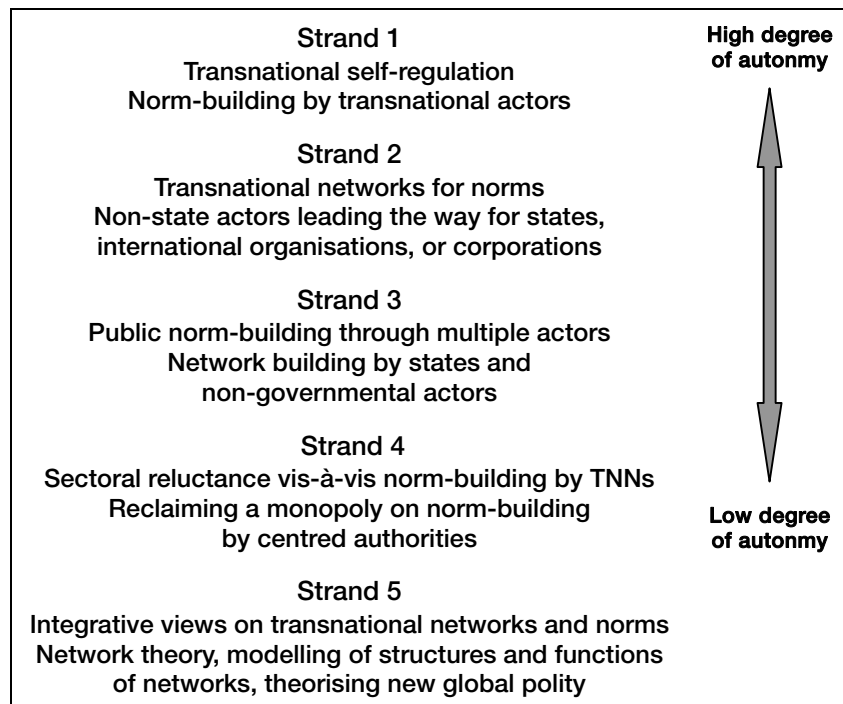 Strand 1
Transnational self-regulation
Norm-building by transnational actors
Strand 2
Transnational networks for norms
Non-state actors leading the way for states,
international organisations, or corporations
Strand 3
Public norm-building through multiple actors
Network building by states and
non-governmental actors
Strand 4
Sectoral reluctance vis-à-vis norm-building by TNNs
Reclaiming a monopoly on norm-building
by centred authorities
Strand 5
Integrative views on transnational networks and norms
Network theory, modelling of structures and functions
of networks, theorising new global polity
High degree
of autonmy
Low degree
of autonmy